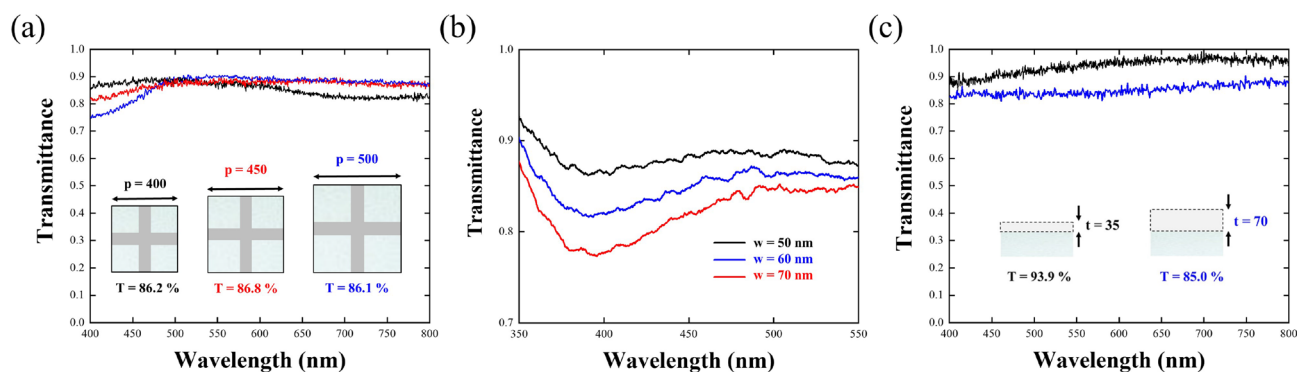 (a)
1.0
0.9
0.8
0.7
0.6
0.5
0.4
0.3
0.2
0.1
0.0
Transmittance
p = 400
p = 450
p = 500
T = 86.2 %
T = 86.8 %
T = 86.1 %
400 450 500 550 600 650 700 750 800
Wavelength (nm)
(b)
1.0
0.9
0.8
0.7
Transmittance
w = 50 nm
w = 60 nm
w = 70 nm
350 400 450 500 550
Wavelength (nm)
(c)
1.0
0.9
0.8
0.7
0.6
0.5
0.4
0.3
0.2
0.1
0.0
Transmittance
t = 35
t = 70
T = 93.9 %
T = 85.0 %
400 450 500 550 600 650 700 750 800
Wavelength (nm)